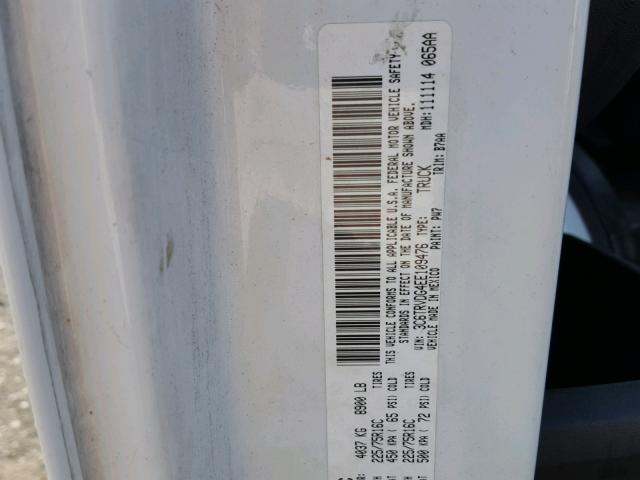 4037 KG 8900 LB
225/75R16C TIRES
450 KPA ( 65 PSI) COLD
225/75R16C TIRES
500 KPA ( 72 PSI) COLD
THIS VEHICLE CONFORMS TO ALL APPLICABLE U.S.A. FEDERAL MOTOR VEHICLE SAFETY
STANDARDS IN EFFECT ON THE DATE OF MANUFACTURE SHOWN ABOVE.
VIN: 3C6TRVDG4EE109476 TYPE: TRUCK MDH: 111114 065AA
VEHICLE MADE IN MEXICO PAINT: PW7 TRIM: B7AA